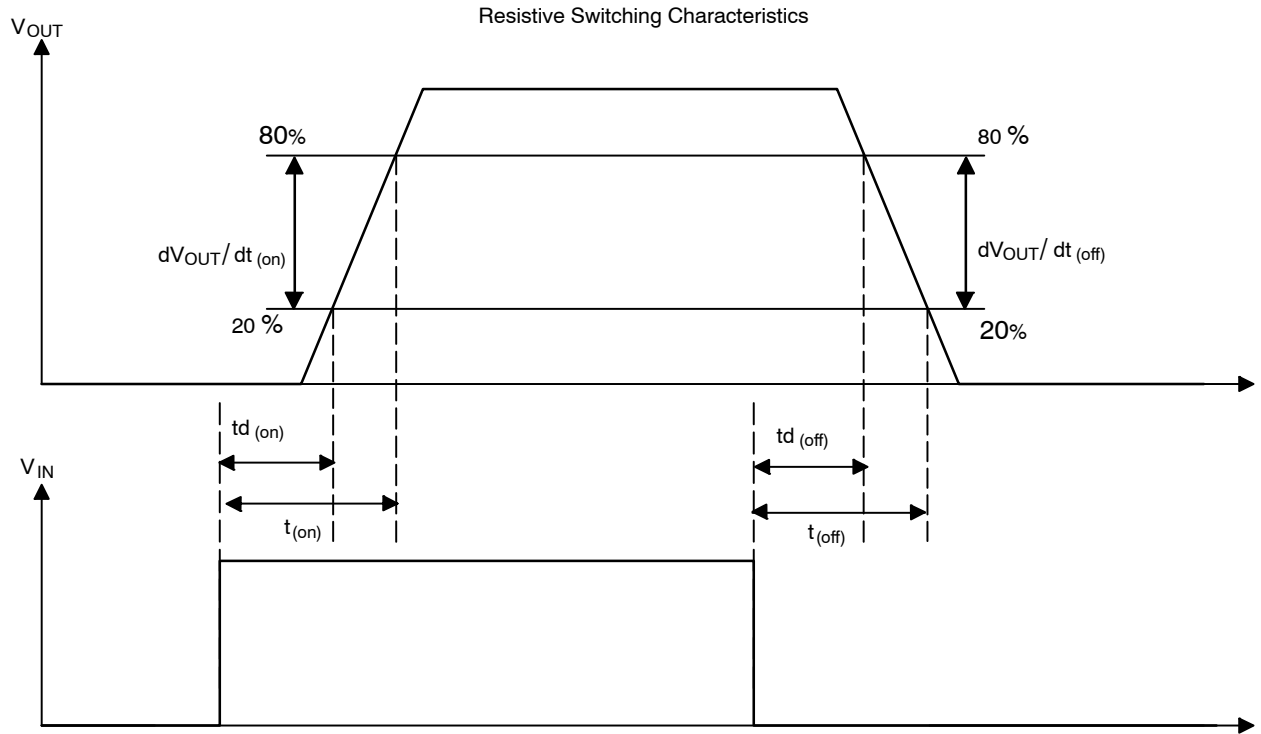 Resistive Switching Characteristics
VOUT
80%
80 %
dVOUT/ dt (on)
dVOUT/ dt (off)
20 %
20%
td (on)
td (off)
VIN
t(on)
t(off)